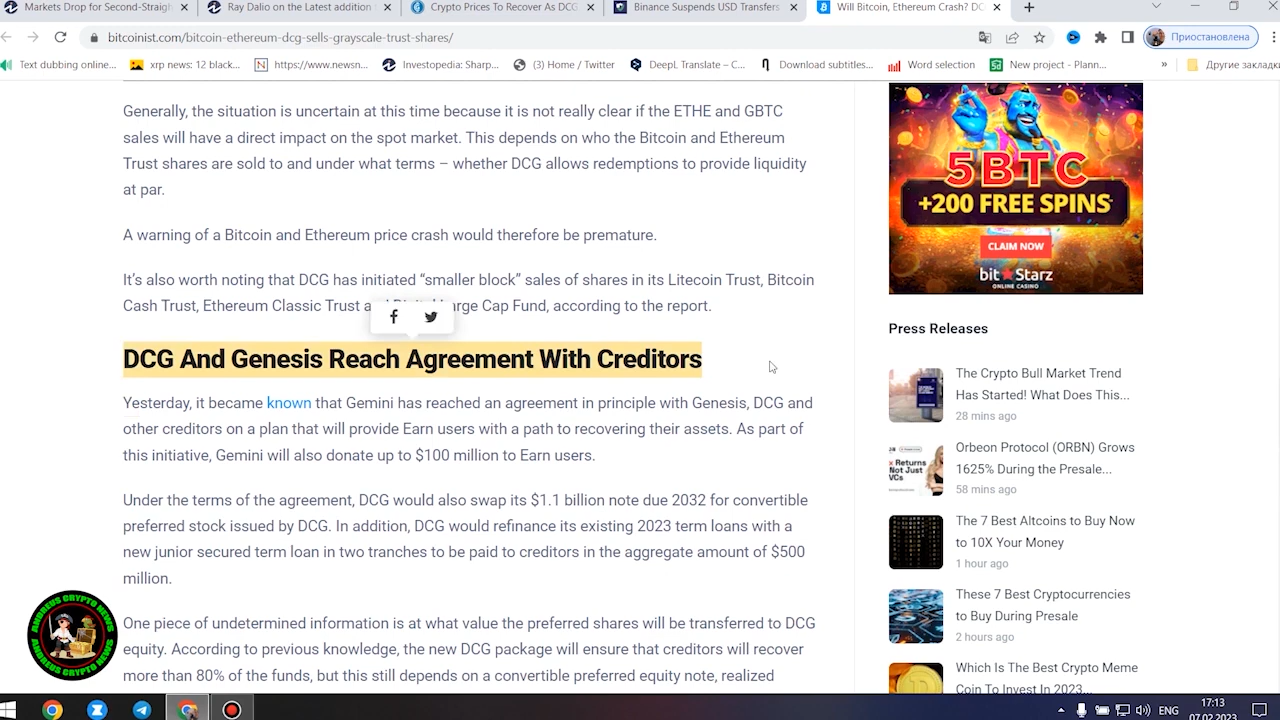 Markets Drop for Second-Straigh
Ray Dalio on the Latest addition t
Crypto Prices To Recover As DCG
Binance Suspends USD Transfers
Will Bitcoin, Ethereum Crash? DC
bitcoinist.com/bitcoin-ethereum-dcg-sells-grayscale-trust-shares/
Приостановлена
Text dubbing online...
xrp news: 12 black...
https://www.newsn...
Investopedia: Sharp...
(3) Home / Twitter
DeepL Translate – C...
Download subtitles...
Word selection
New project - Plann...
»
Другие закладки
Generally, the situation is uncertain at this time because it is not really clear if the ETHE and GBTC
sales will have a direct impact on the spot market. This depends on who the Bitcoin and Ethereum
Trust shares are sold to and under what terms – whether DCG allows redemptions to provide liquidity
at par.
A warning of a Bitcoin and Ethereum price crash would therefore be premature.
It's also worth noting that DCG has initiated “smaller block” sales of shares in its Litecoin Trust, Bitcoin
Cash Trust, Ethereum Classic Trust a arge Cap Fund, according to the report.
DCG And Genesis Reach Agreement With Creditors
Yesterday, it became known that Gemini has reached an agreement in principle with Genesis, DCG and
other creditors on a plan that will provide Earn users with a path to recovering their assets. As part of
this initiative, Gemini will also donate up to $100 million to Earn users.
Under the terms of the agreement, DCG would also swap its $1.1 billion note due 2032 for convertible
preferred stock issued by DCG. In addition, DCG would refinance its existing 2023 term loans with a
new junior secured term loan in two tranches to be paid to creditors in the aggregate amount of $500
million.
One piece of undetermined information is at what value the preferred shares will be transferred to DCG
equity. According to previous knowledge, the new DCG package will ensure that creditors will recover
more than 80% of the funds, but this still depends on a convertible preferred equity note, realized
5BTC
+200 FREE SPINS
CLAIM NOW
bit★Starz
ONLINE CASINO
Press Releases
The Crypto Bull Market Trend
Has Started! What Does This...
28 mins ago
Returns
Not Just
VCs
Orbeon Protocol (ORBN) Grows
1625% During the Presale...
58 mins ago
The 7 Best Altcoins to Buy Now
to 10X Your Money
1 hour ago
These 7 Best Cryptocurrencies
to Buy During Presale
2 hours ago
Which Is The Best Crypto Meme
Coin To Invest In 2023...
ANDREUS CRYPTO NEWS
ANDREUS CRYPTO NEWS
ENG
17:13
07.02.2023